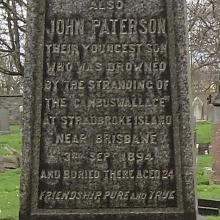 ALSO
JOHN PATERSON
THEIR YOUNGEST SON
WHO WAS DROWNED
BY THE STRANDING OF
THE "CAMBUSWALLACE"
AT STRADBROKE ISLAND
NEAR BRISBANE
3RD SEPT 1894
AND BURIED THERE AGED 24
FRIENDSHIP, PURE AND TRUE